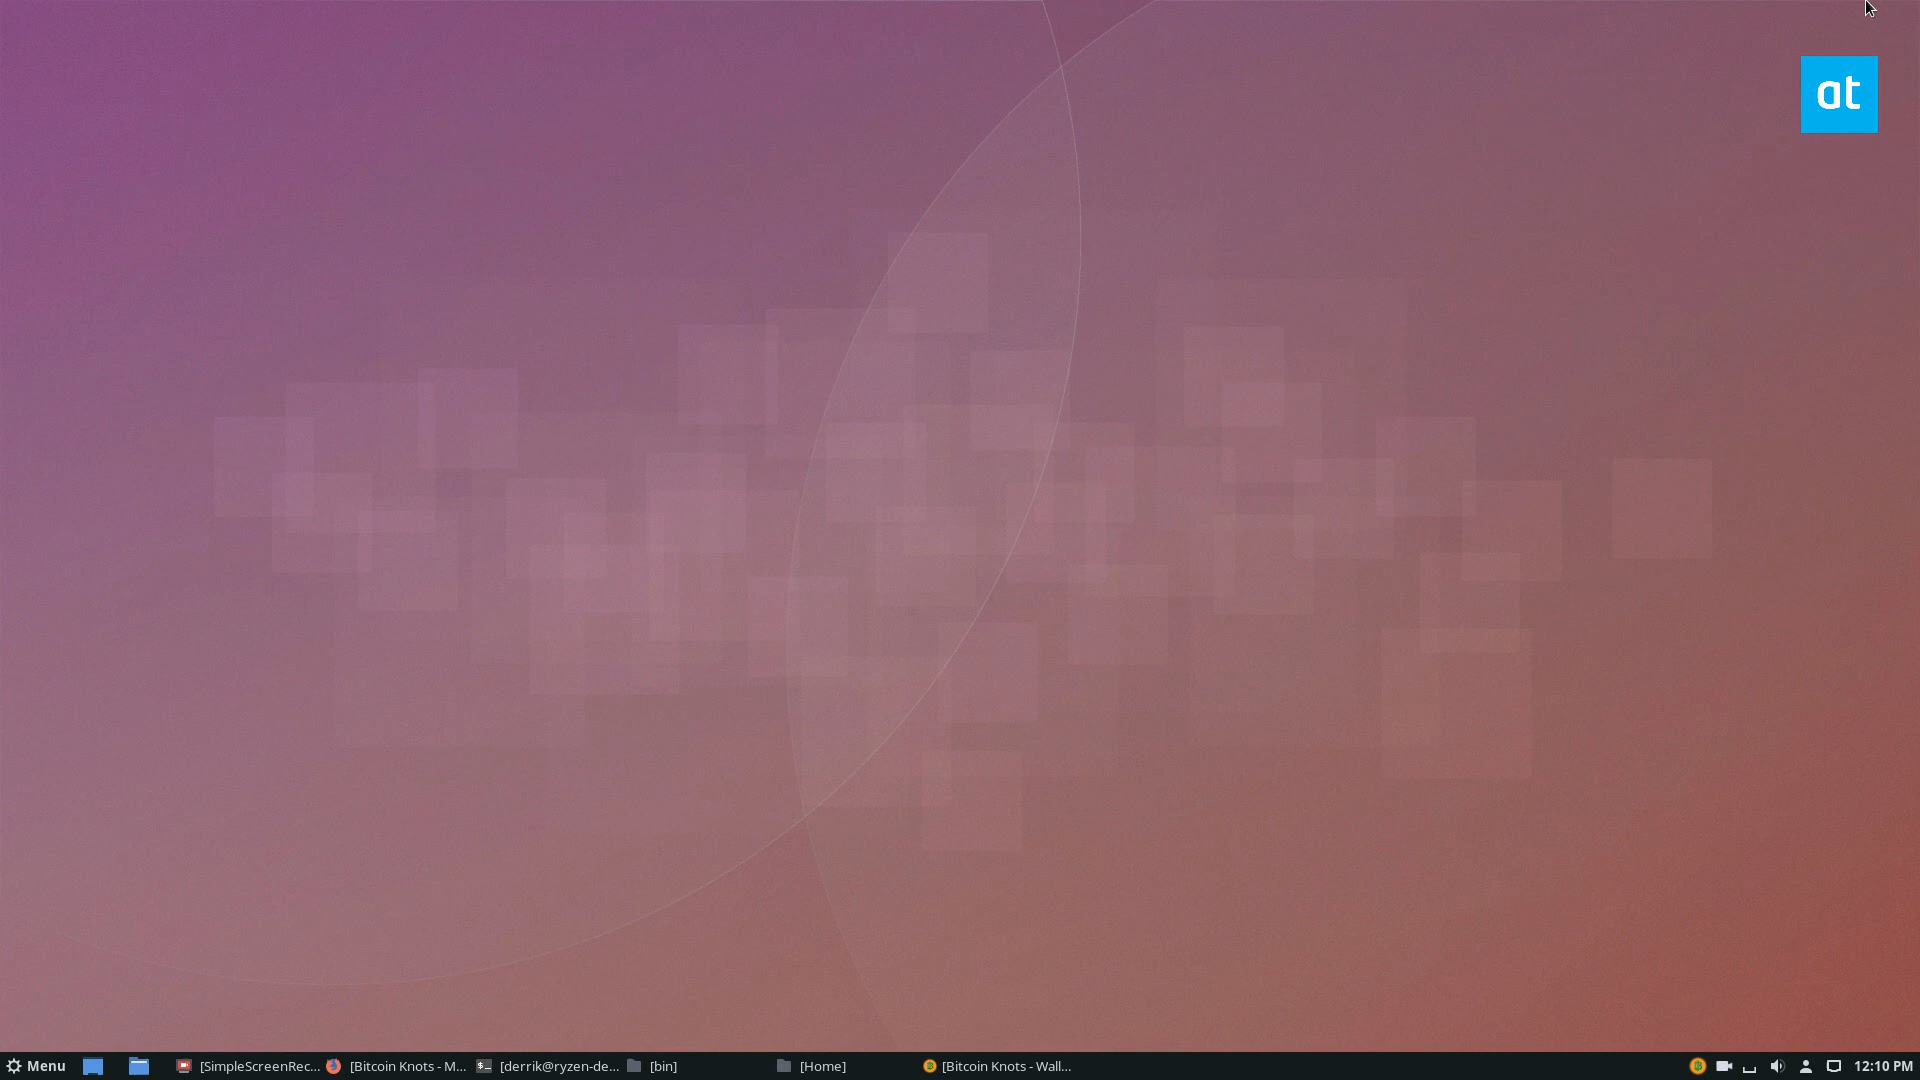 at
Menu
[SimpleScreenRec...
[Bitcoin Knots - M...
[derrik@ryzen-de...
[bin]
[Home]
[Bitcoin Knots - Wall...
12:10 PM